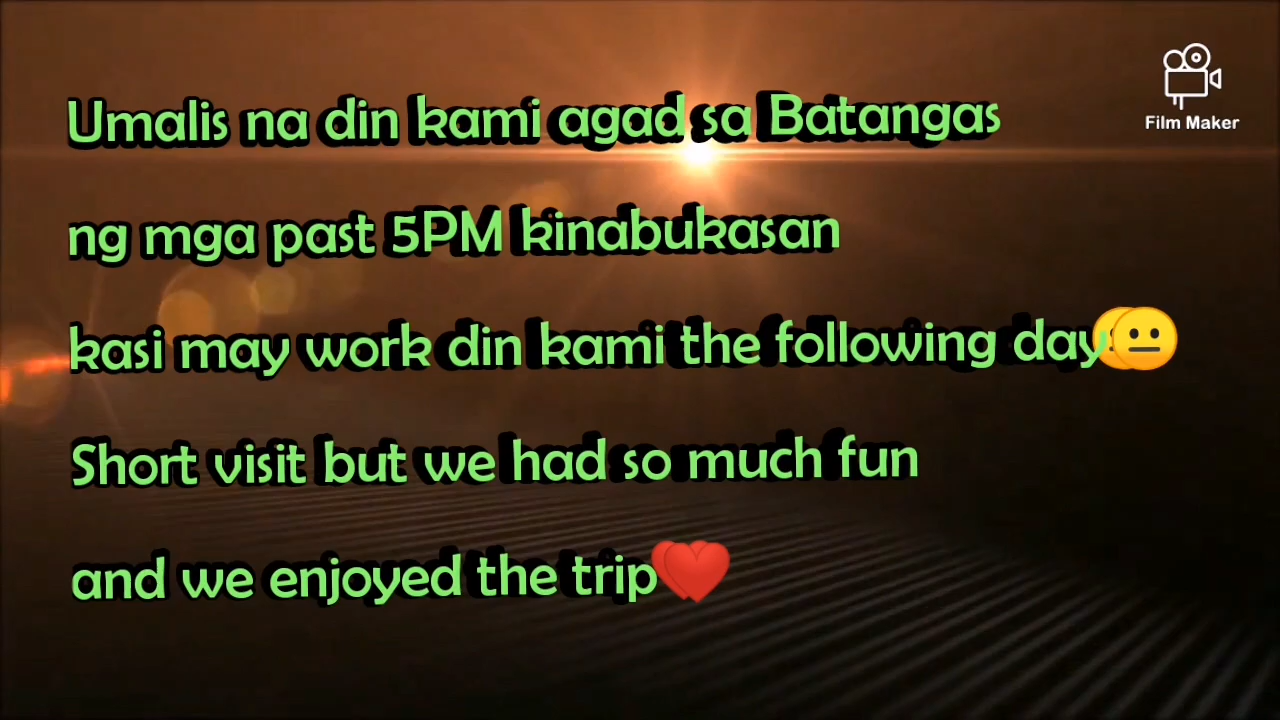 Umalis na din kami agad sa Batangas
ng mga past 5PM kinabukasan
kasi may work din kami the following day😐
Short visit but we had so much fun
and we enjoyed the trip❤️
Film Maker